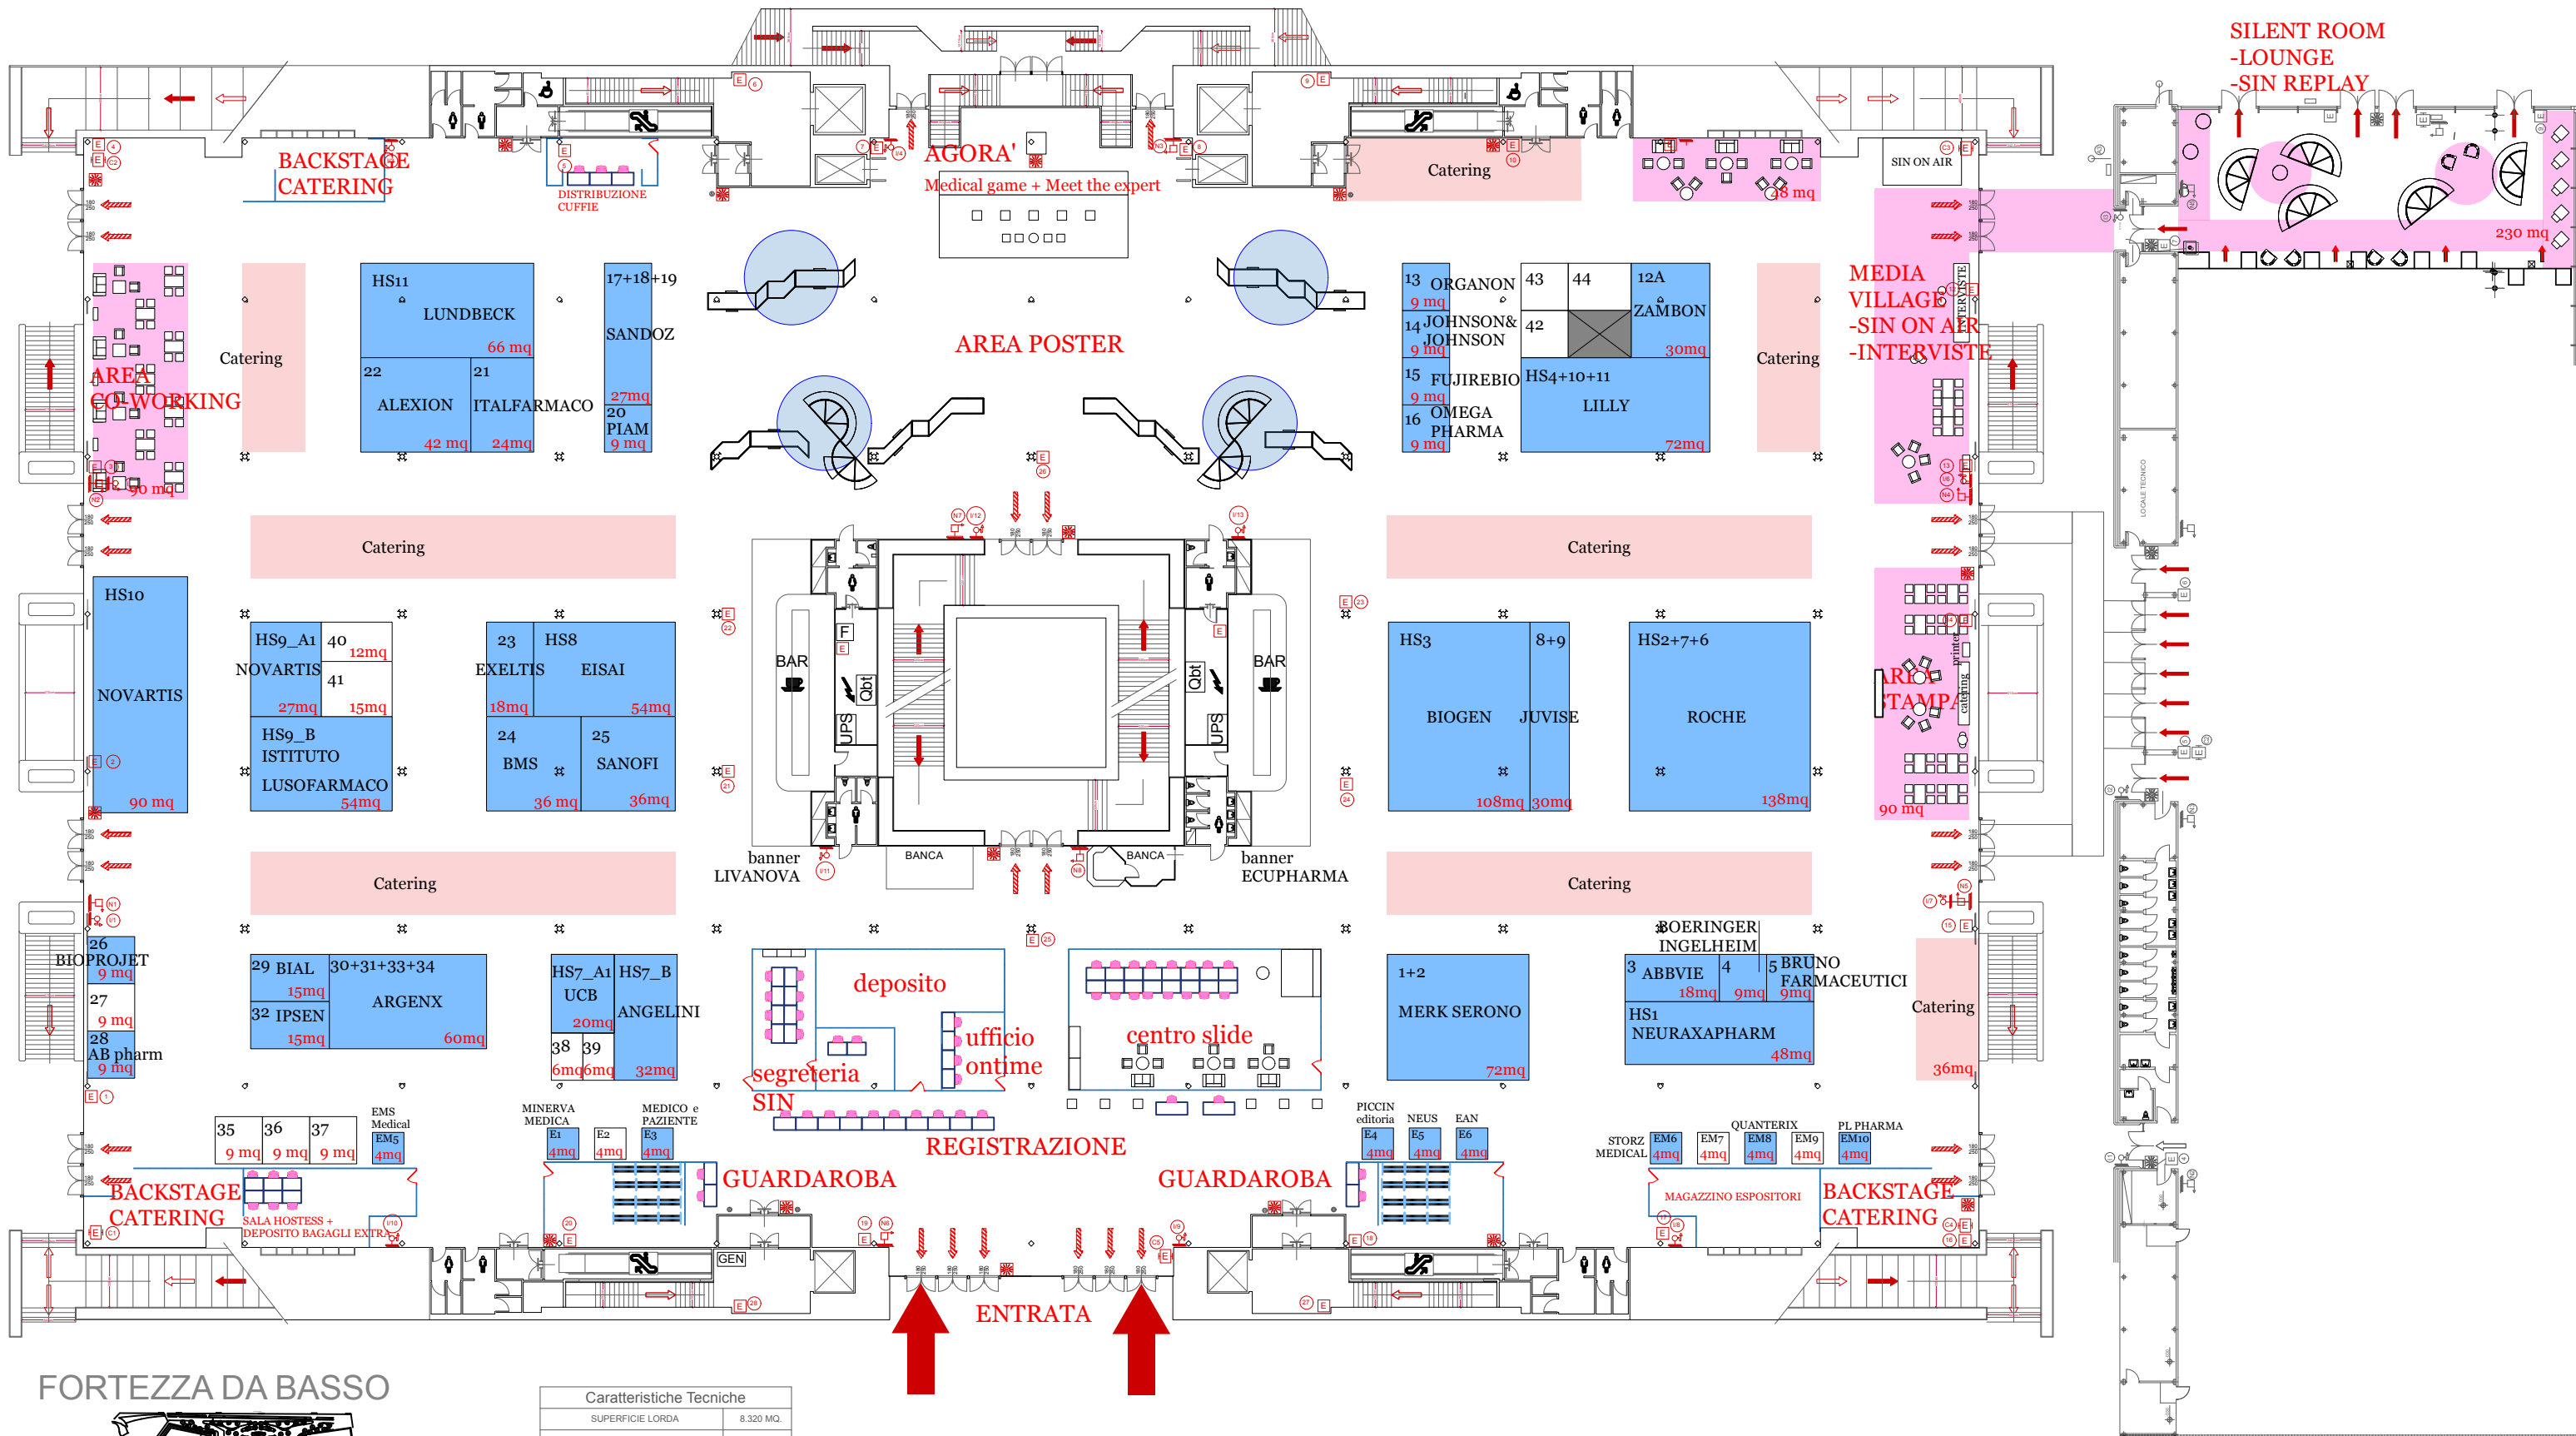 SILENT ROOM
-LOUNGE
-SIN REPLAY
230 mq
BACKSTAGE
CATERING
DISTRIBUZIONE
CUFFIE
AGORA'
Medical game + Meet the expert
Catering
48 mq
SIN ON AIR
MEDIA
VILLAGE
-SIN ON AIR
-INTERVISTE
INTERVISTE
AREA
CO-WORKING
90 mq
Catering
HS11
LUNDBECK
66 mq
22
ALEXION
42 mq
21
ITALFARMACO
24mq
17+18+19
SANDOZ
27mq
20
PIAM
9 mq
AREA POSTER
13 ORGANON
9 mq
14 JOHNSON&
JOHNSON
9 mq
15 FUJIREBIO
9 mq
16 OMEGA
PHARMA
9 mq
43
44
42
12A
ZAMBON
30mq
HS4+10+11
LILLY
72mq
Catering
LOCALE TECNICO
Catering
Catering
HS10
NOVARTIS
90 mq
HS9_A1
NOVARTIS
27mq
40
12mq
41
15mq
HS9_B
ISTITUTO
LUSOFARMACO
54mq
23
EXELTIS
18mq
HS8
EISAI
54mq
24
BMS
36 mq
25
SANOFI
36mq
BAR
F
Qbt
UPS
BAR
Qbt
UPS
BANCA
BANCA
banner
LIVANOVA
banner
ECUPHARMA
HS3
BIOGEN
108mq
8+9
JUVISE
30mq
HS2+7+6
ROCHE
138mq
AREA
STAMPA
printer
catering
90 mq
Catering
Catering
26
BIOPROJET
9 mq
27
9 mq
28
AB pharm
9 mq
29 BIAL
15mq
32 IPSEN
15mq
30+31+33+34
ARGENX
60mq
HS7_A1
UCB
20mq
38
6mq
39
6mq
HS7_B
ANGELINI
32mq
deposito
ufficio
ontime
segreteria
SIN
centro slide
1+2
MERK SERONO
72mq
BOERINGER
INGELHEIM
3 ABBVIE
18mq
4
9mq
5 BRUNO
FARMACEUTICI
9mq
HS1
NEURAXAPHARM
48mq
Catering
36mq
35
9 mq
36
9 mq
37
9 mq
EMS
Medical
EM5
4mq
MINERVA
MEDICA
E1
4mq
E2
4mq
MEDICO e
PAZIENTE
E3
4mq
REGISTRAZIONE
PICCIN
editoria
E4
4mq
NEUS
E5
4mq
EAN
E6
4mq
STORZ
MEDICAL
EM6
4mq
EM7
4mq
QUANTERIX
EM8
4mq
EM9
4mq
PL PHARMA
EM10
4mq
BACKSTAGE
CATERING
SALA HOSTESS +
DEPOSITO BAGAGLI EXTRA
GUARDAROBA
GUARDAROBA
MAGAZZINO ESPOSITORI
BACKSTAGE
CATERING
GEN
ENTRATA
FORTEZZA DA BASSO
Caratteristiche Tecniche
SUPERFICIE LORDA 8.320 MQ.